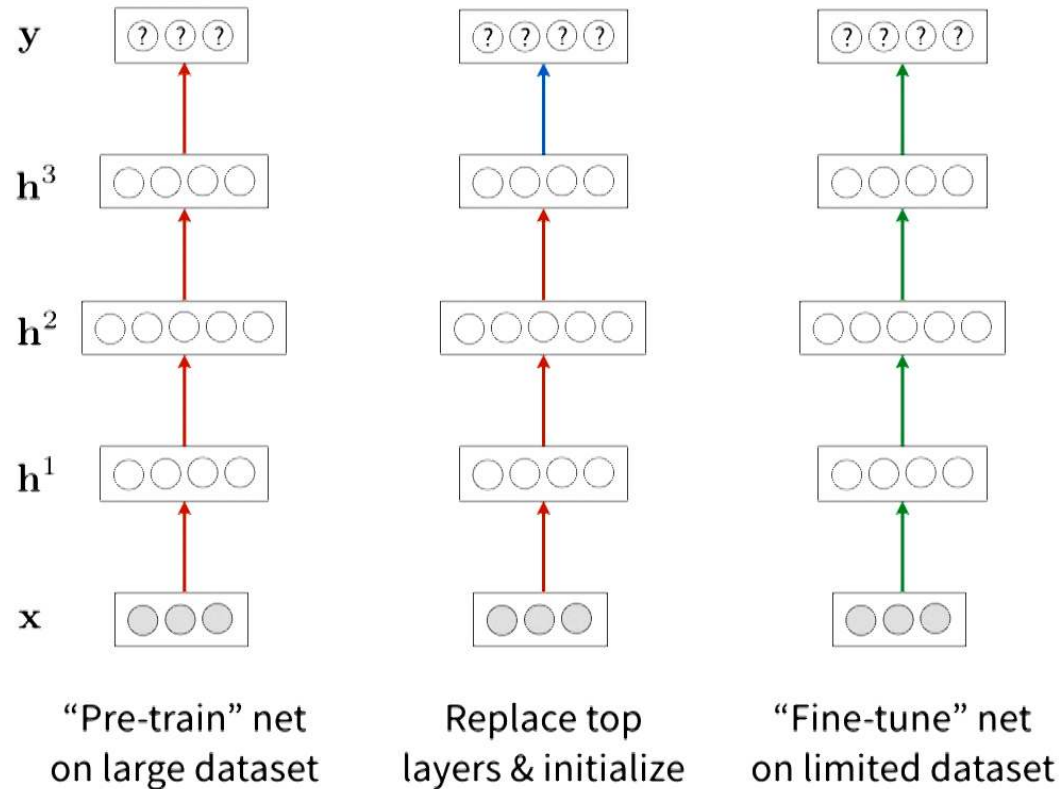 y
? ? ?
? ? ? ?
? ? ? ?
h³
h²
h¹
x
“Pre-train” net
on large dataset
Replace top
layers & initialize
“Fine-tune” net
on limited dataset